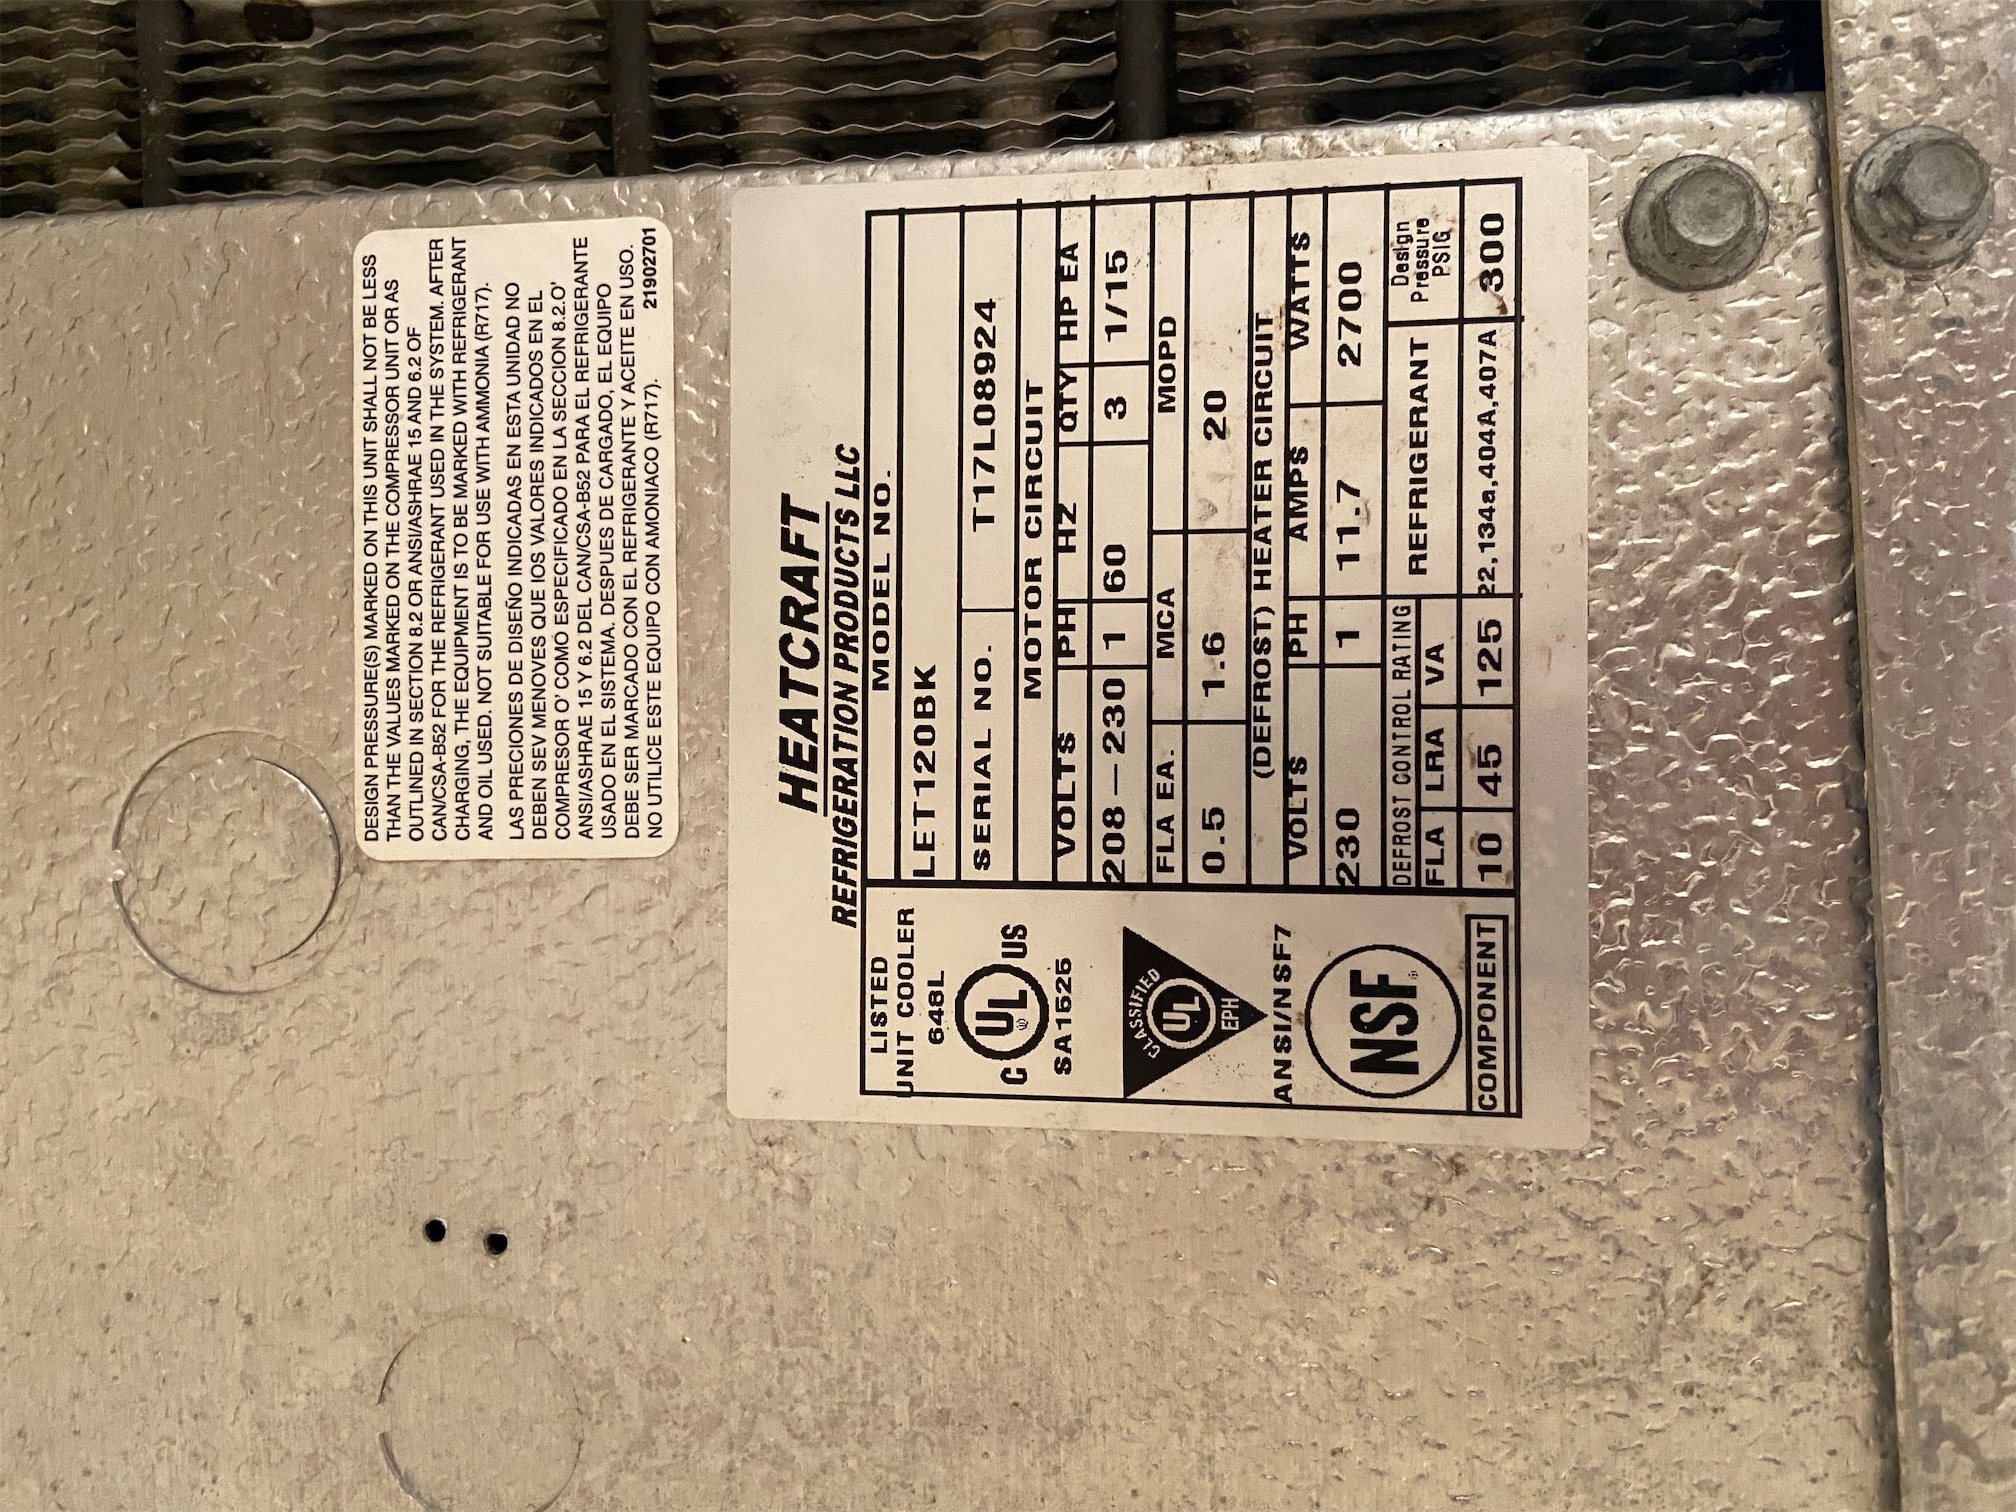 DESIGN PRESSURE(S) MARKED ON THIS UNIT SHALL NOT BE LESS
THAN THE VALUES MARKED ON THE COMPRESSOR UNIT OR AS
OUTLINED IN SECTION 8.2 OR ANSI/ASHRAE 15 AND 6.2 OF
CAN/CSA-B52 FOR THE REFRIGERANT USED IN THE SYSTEM. AFTER
CHARGING, THE EQUIPMENT IS TO BE MARKED WITH REFRIGERANT
AND OIL USED. NOT SUITABLE FOR USE WITH AMMONIA (R717).
LAS PRECIONES DE DISEÑO INDICADAS EN ESTA UNIDAD NO
DEBEN SEV MENOVES QUE IOS VALORES INDICADOS EN EL
COMPRESOR O' COMO ESPECIFICADO EN LA SECCION 8.2.O'
ANSI/ASHRAE 15 Y 6.2 DEL CAN/CSA-B52 PARA EL REFRIGERANTE
USADO EN EL SISTEMA. DESPUES DE CARGADO, EL EQUIPO
DEBE SER MARCADO CON EL REFRIGERANTE Y ACEITE EN USO.
NO UTILICE ESTE EQUIPO CON AMONIACO (R717). 21902701
HEATCRAFT
REFRIGERATION PRODUCTS LLC
LISTED
UNIT COOLER
648L
C UL US
SA1525
CLASSIFIED
UL
EPH
ANSI/NSF7
NSF
COMPONENT
MODEL NO.
LET120BK
SERIAL NO. T17L08924
MOTOR CIRCUIT
VOLTS PH HZ QTY HP EA
208-230 1 60 3 1/15
FLA EA. MCA MOPD
0.5 1.6 20
(DEFROST) HEATER CIRCUIT
VOLTS PH AMPS WATTS
230 1 11.7 2700
DEFROST CONTROL RATING REFRIGERANT Design Pressure PSIG
FLA LRA VA
10 45 125 22,134a,404A,407A 300